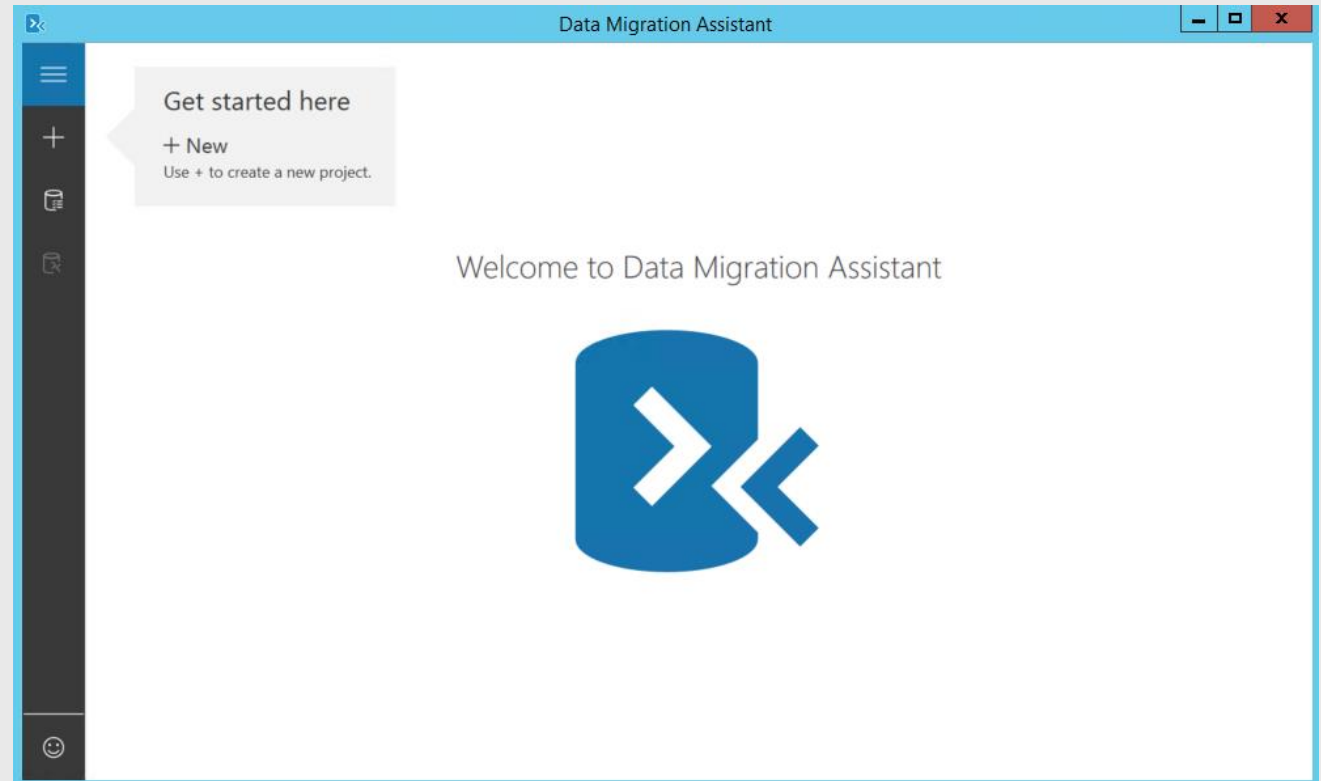 Data Migration Assistant
Get started here
+ New
Use + to create a new project.
Welcome to Data Migration Assistant